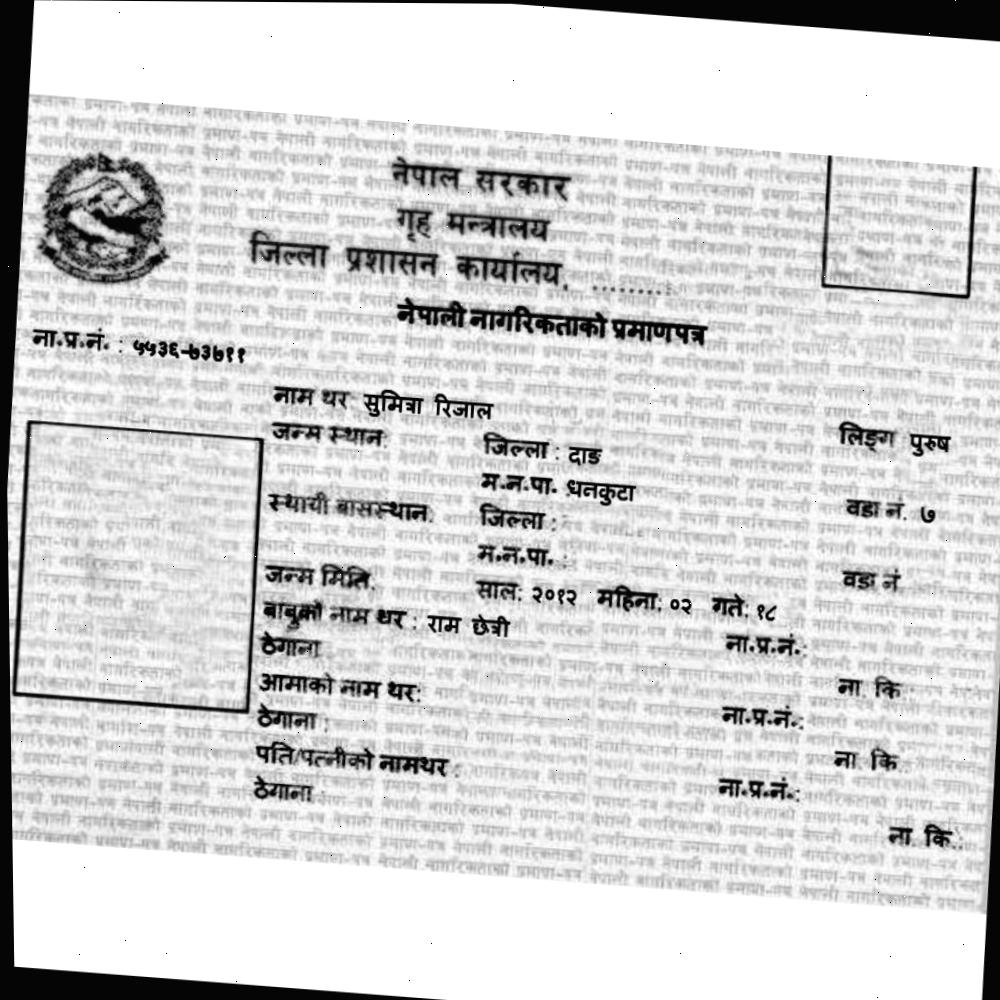 नेपाल सरकार
गृह मन्त्रालय
जिल्ला प्रशासन कार्यालय, .........
नेपाली नागरिकताको प्रमाणपत्र
ना.प्र.नं. : ५५३६-७३७११
नाम थर: सुमित्रा रिजाल लिङ्ग पुरुष
जन्म स्थान: जिल्ला : दाङ
म.न.पा. धनकुटा वडा नं. ७
स्थायी बासस्थान: जिल्ला :
म.न.पा. : वडा नं
जन्म मिति. साल: २०१२ महिना: ०२ गते: १८
बाबुको नाम थर : राम छेत्री ना.प्र.नं.:
ठेगाना ना. कि.:
आमाको नाम थर: ना.प्र.नं.:
ठेगाना : ना. कि.:
पति/पत्नीको नामथर : ना.प्र.नं.:
ठेगाना : ना. कि.: